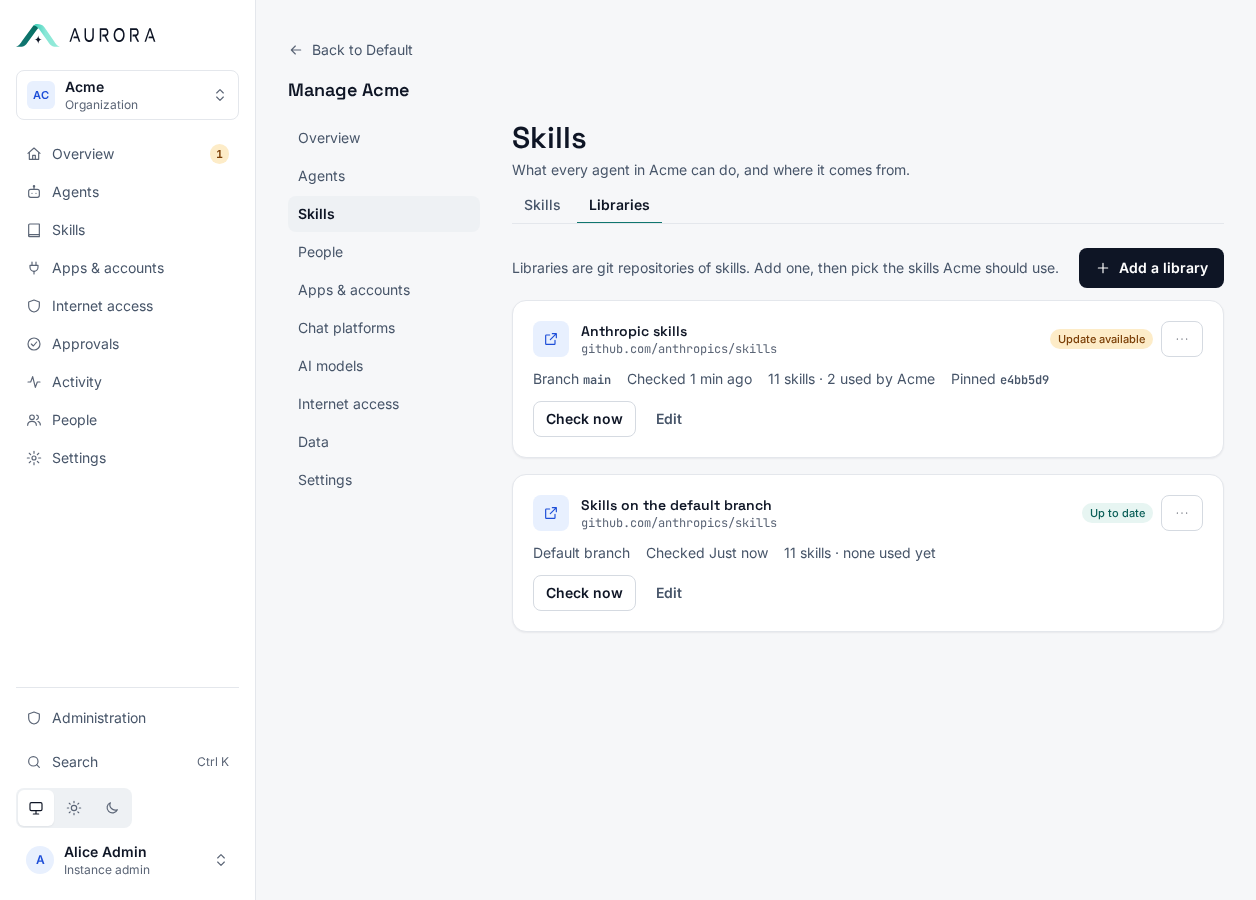 AURORA
AC
Acme
Organization
Overview
1
Agents
Skills
Apps & accounts
Internet access
Approvals
Activity
People
Settings
Administration
Search
Ctrl K
A
Alice Admin
Instance admin
Back to Default
Manage Acme
Overview
Agents
Skills
People
Apps & accounts
Chat platforms
AI models
Internet access
Data
Settings
Skills
What every agent in Acme can do, and where it comes from.
Skills
Libraries
Libraries are git repositories of skills. Add one, then pick the skills Acme should use.
Add a library
Anthropic skills
github.com/anthropics/skills
Update available
Branch main Checked 1 min ago 11 skills · 2 used by Acme Pinned e4bb5d9
Check now
Edit
Skills on the default branch
github.com/anthropics/skills
Up to date
Default branch Checked Just now 11 skills · none used yet
Check now
Edit